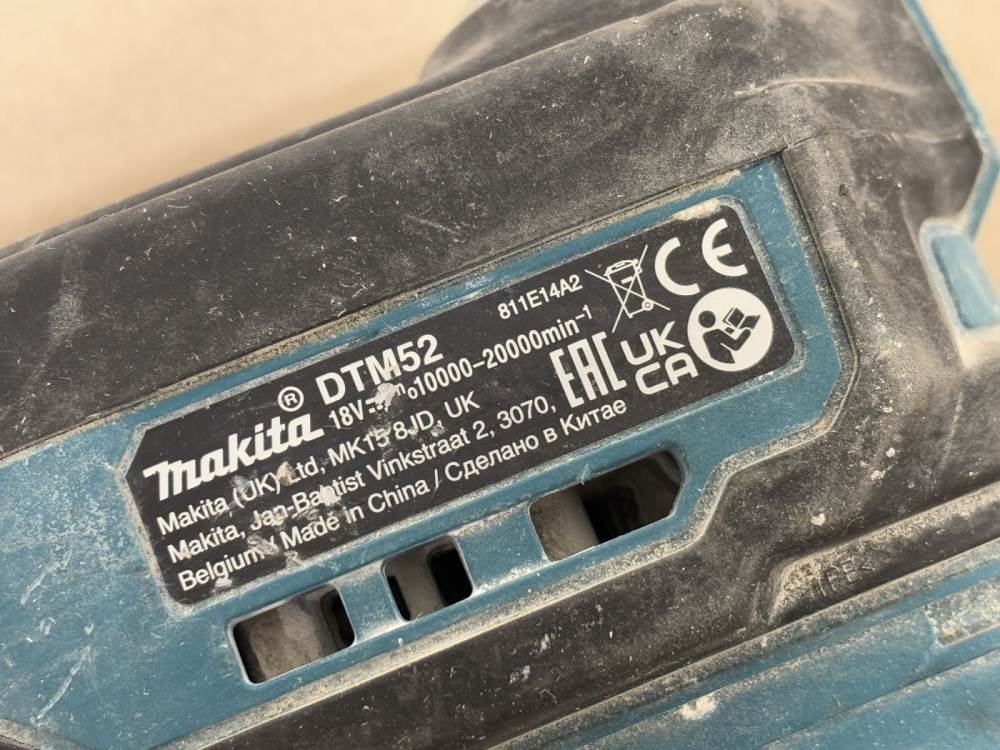 makita® DTM52 811E14A2 CE
18V⎓ n₀10000–20000min⁻¹ EAC UK CA
Makita (UK) Ltd, MK15 8JD, UK
Makita, Jan-Baptist Vinkstraat 2, 3070,
Belgium / Made in China / Сделано в Китае